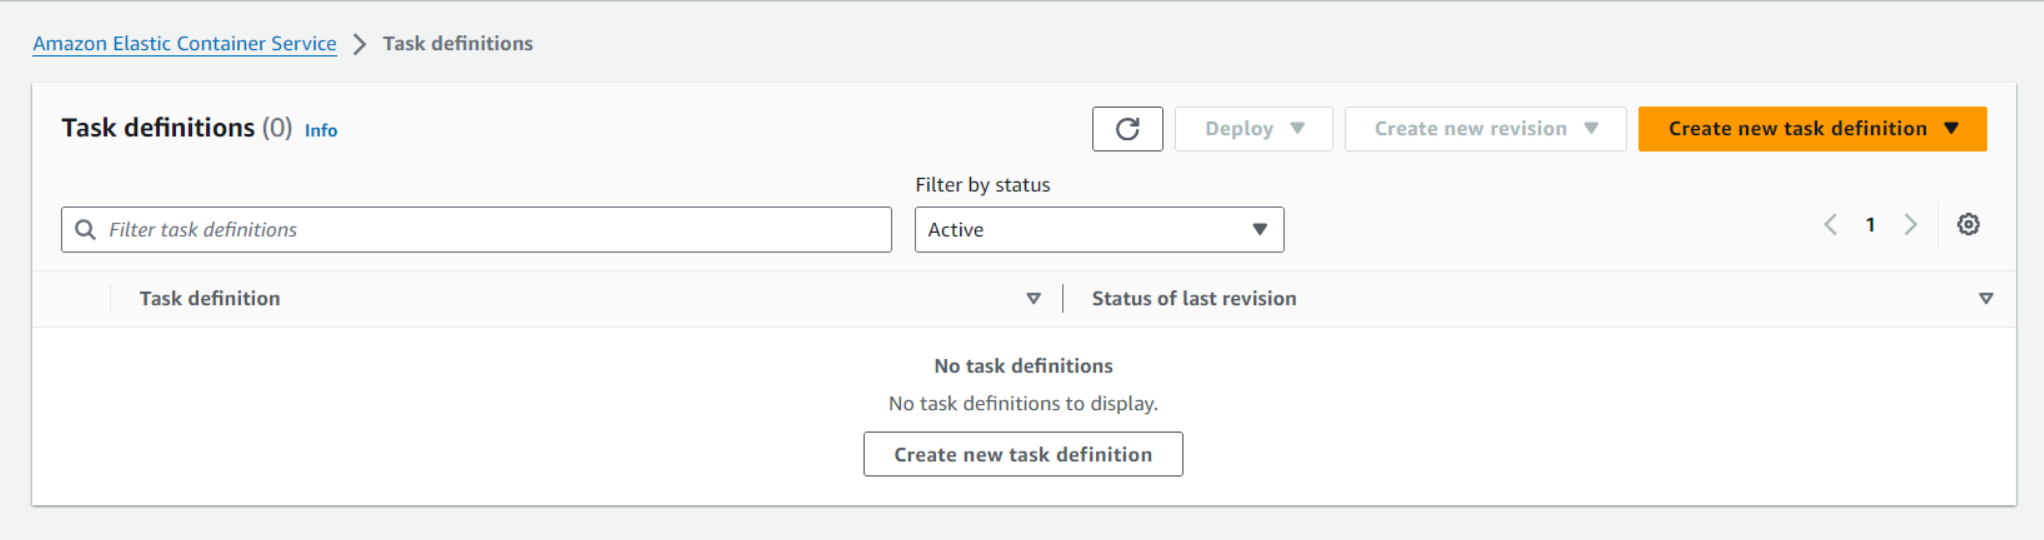 Amazon Elastic Container Service > Task definitions
Task definitions (0) Info
Deploy
Create new revision
Create new task definition
Filter by status
Filter task definitions
Active
1
Task definition
Status of last revision
No task definitions
No task definitions to display.
Create new task definition